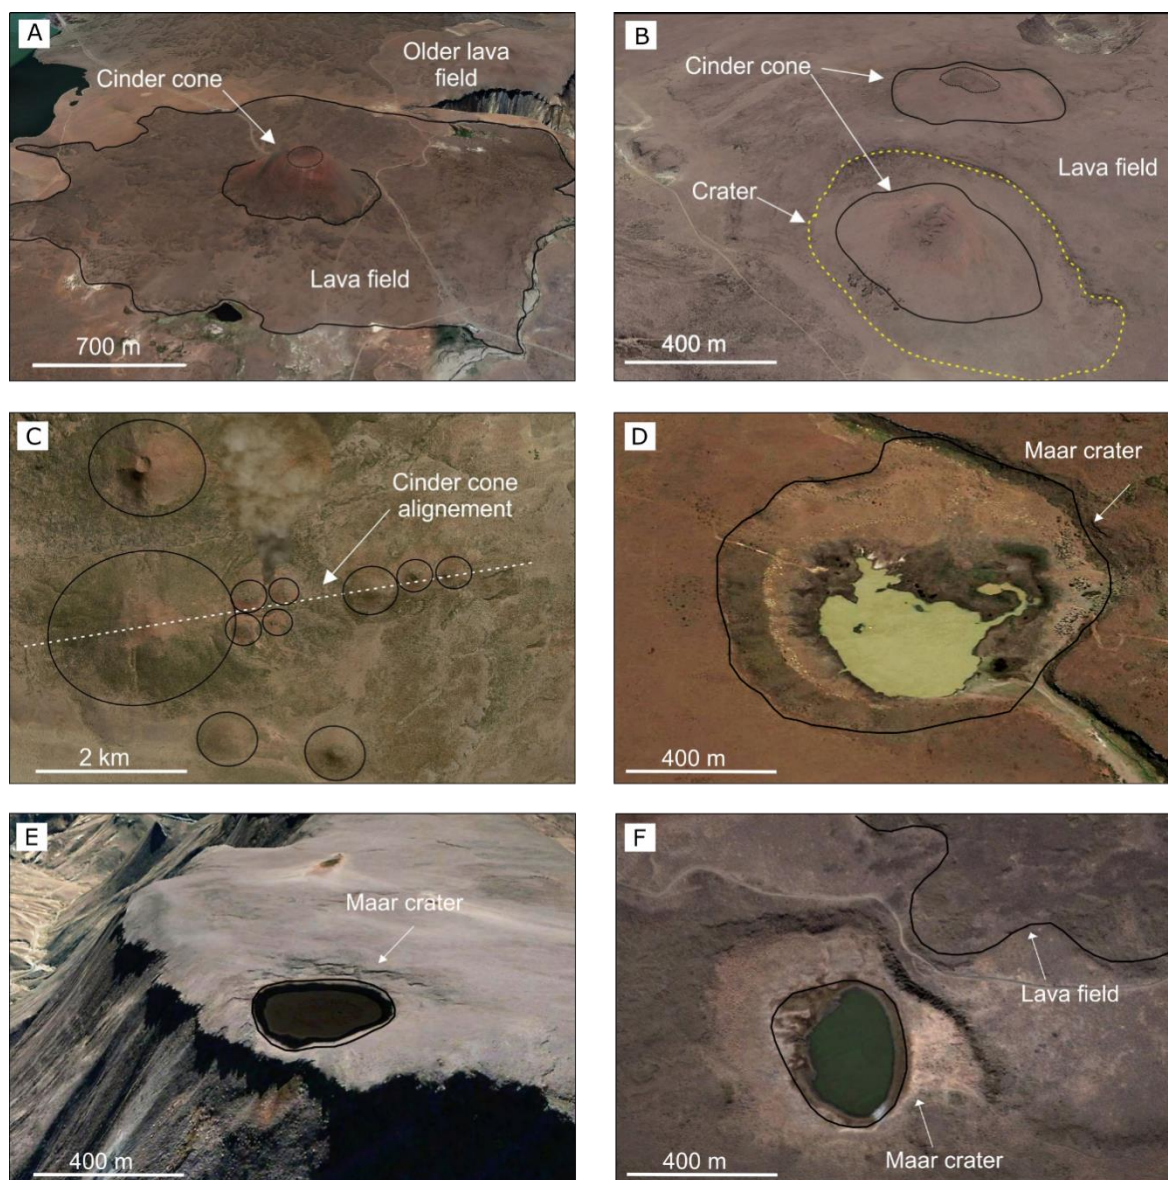 A
Cinder cone
Older lava
field
Lava field
700 m
B
Cinder cone
Crater
Lava field
400 m
C
Cinder cone
alignement
2 km
D
Maar crater
400 m
E
Maar crater
400 m
F
Lava field
Maar crater
400 m